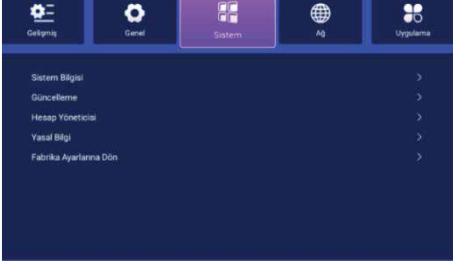 Gelişmiş
Genel
Sistem
Ağ
Uygulama
Sistem Bilgisi
Güncelleme
Hesap Yöneticisi
Yasal Bilgi
Fabrika Ayarlarına Dön